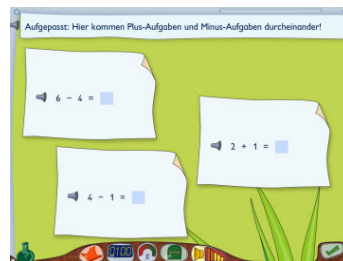 Aufgepasst: Hier kommen Plus-Aufgaben und Minus-Aufgaben durcheinander!
6 - 4 =
2 + 1 =
4 - 1 =